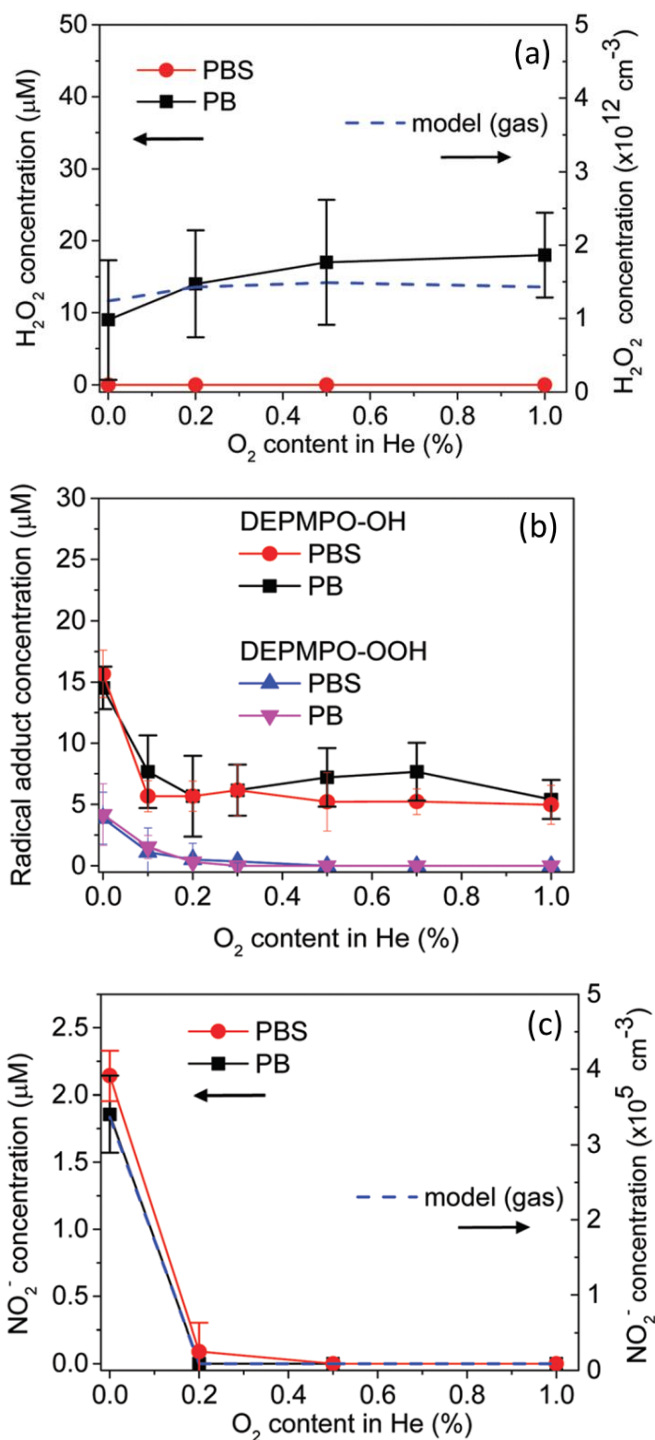 (a)
PBS
PB
model (gas)
50
40
30
20
10
0
H₂O₂ concentration (μM)
5
4
3
2
1
0
H₂O₂ concentration (x10¹² cm⁻³)
0.0 0.2 0.4 0.6 0.8 1.0
O₂ content in He (%)
(b)
DEPMPO-OH
PBS
PB
DEPMPO-OOH
PBS
PB
30
25
20
15
10
5
0
Radical adduct concentration (μM)
0.0 0.2 0.4 0.6 0.8 1.0
O₂ content in He (%)
(c)
PBS
PB
model (gas)
2.5
2.0
1.5
1.0
0.5
0.0
NO₂⁻ concentration (μM)
5
4
3
2
1
0
NO₂⁻ concentration (x10⁵ cm⁻³)
0.0 0.2 0.4 0.6 0.8 1.0
O₂ content in He (%)